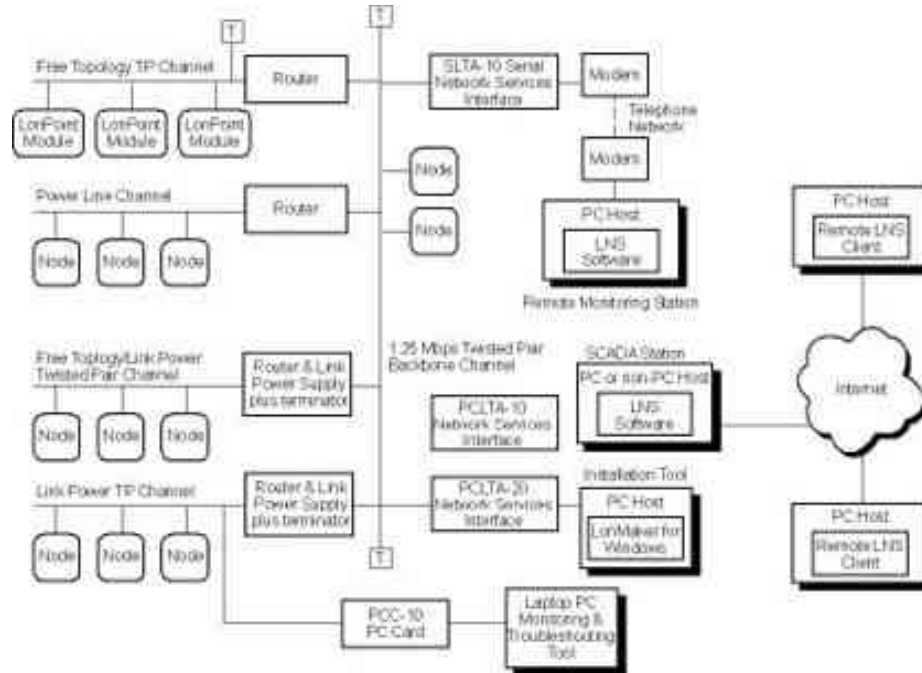 T
T
Free Topology TP Channel
Router
SLTA-10 Serial
Network Services
Interface
Modem
Telephone
Network
LonPoint
Module
LonPoint
Module
LonPoint
Module
Modem
Node
Power Line Channel
Router
Node
PC Host
LNS
Software
PC Host
Remote LNS
Client
Node
Node
Node
Remote Monitoring Station
Free Toplogy/Link Power
Twisted Pair Channel
Router & Link
Power Supply
plus terminator
1.25 Mbps Twisted Pair
Backbone Channel
SCADA Station
PC or non-PC Host
LNS
Software
Internet
Node
Node
Node
PCLTA-10
Network Services
Interface
Link Power TP Channel
Router & Link
Power Supply
plus terminator
PCLTA-20
Network Services
Interface
Installation Tool
PC Host
LonMaker for
Windows
PC Host
Remote LNS
Client
Node
Node
Node
T
PCC-10
PC Card
Laptop PC
Monitoring &
Troubleshooting
Tool